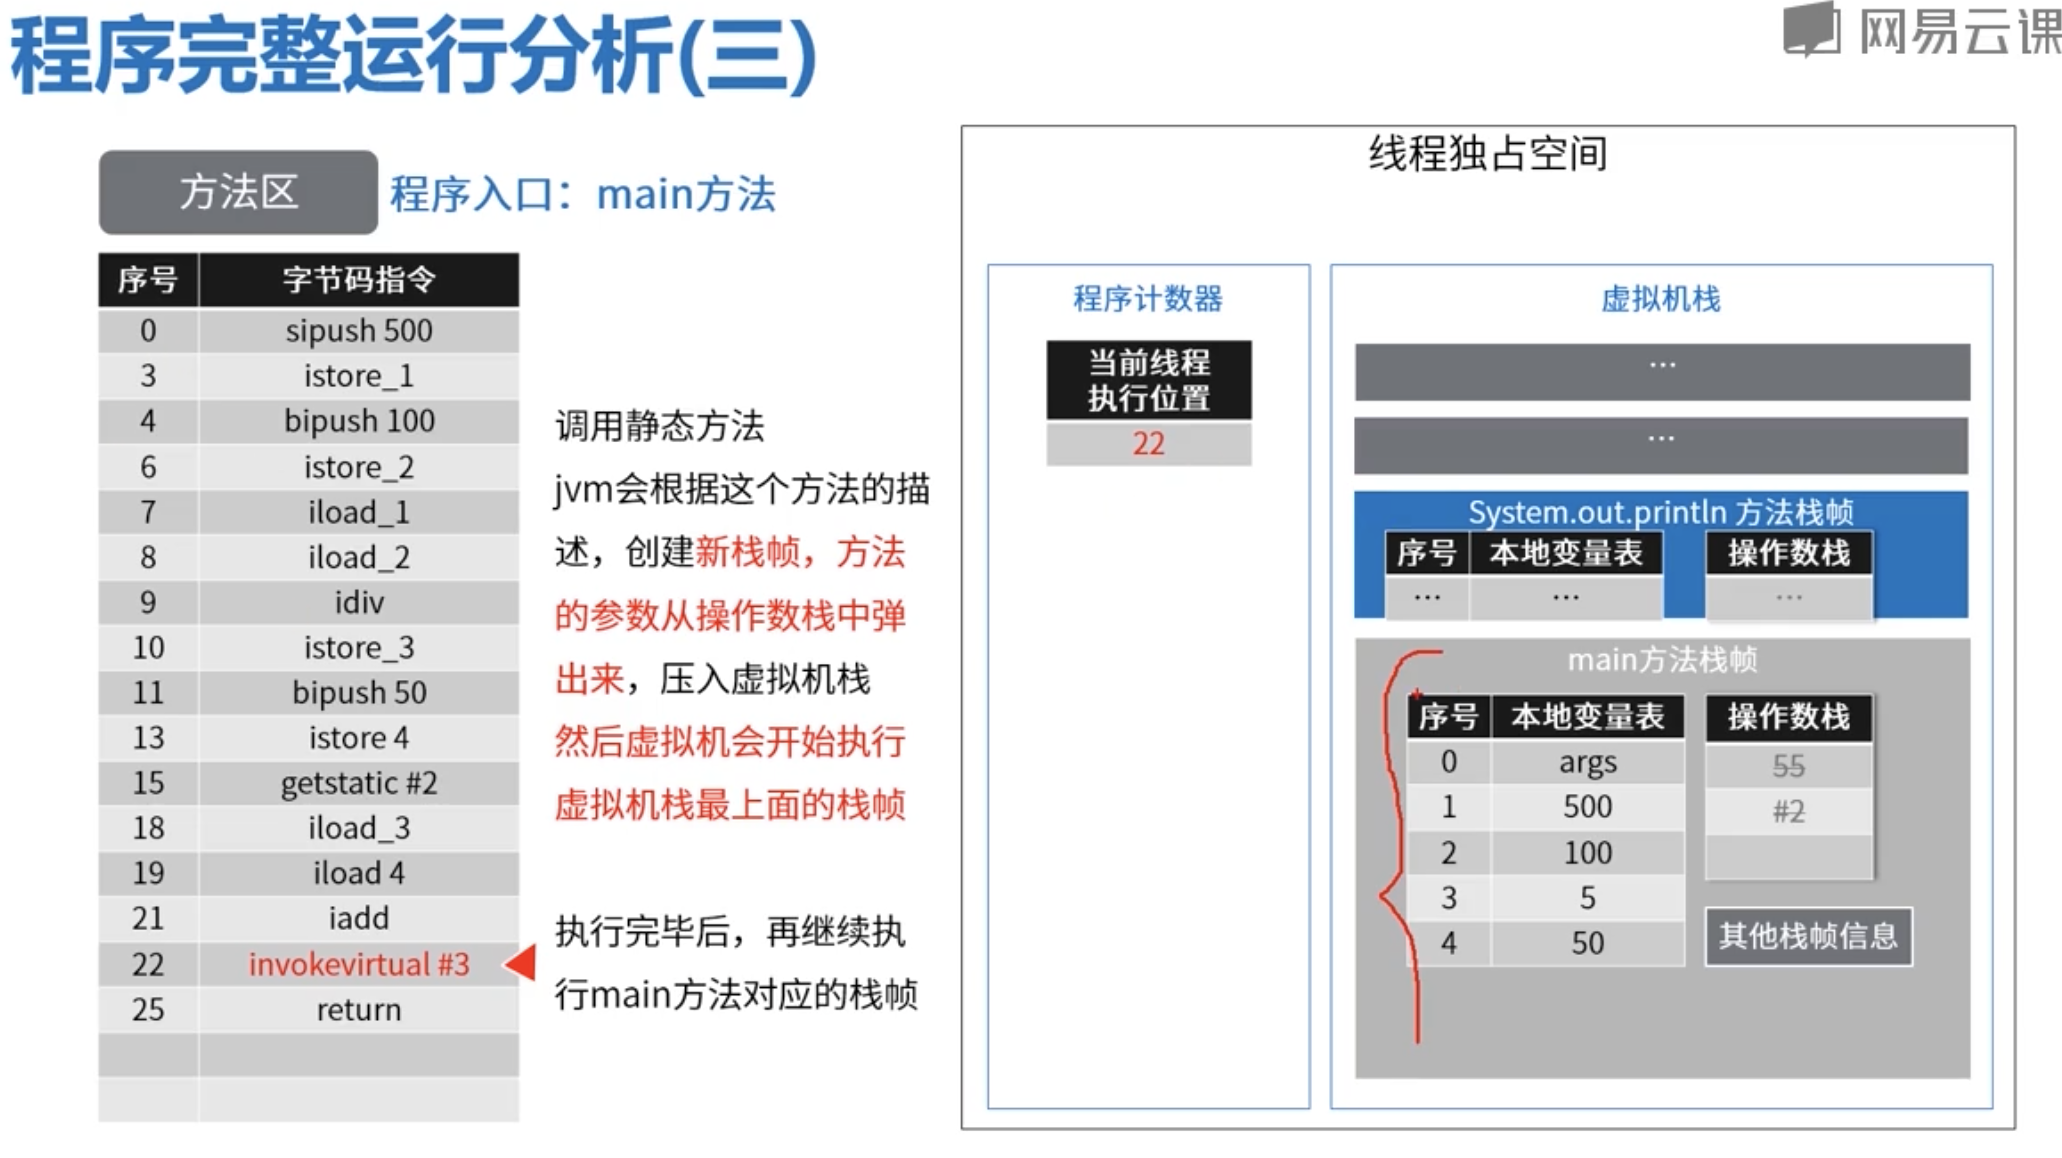 程序完整运行分析(三)
网易云课
方法区
程序入口：main方法
序号 字节码指令
0 sipush 500
3 istore_1
4 bipush 100
6 istore_2
7 iload_1
8 iload_2
9 idiv
10 istore_3
11 bipush 50
13 istore 4
15 getstatic #2
18 iload_3
19 iload 4
21 iadd
22 invokevirtual #3
25 return
调用静态方法
jvm会根据这个方法的描
述，创建新栈帧，方法
的参数从操作数栈中弹
出来，压入虚拟机栈
然后虚拟机会开始执行
虚拟机栈最上面的栈帧
执行完毕后，再继续执
行main方法对应的栈帧
线程独占空间
程序计数器
当前线程
执行位置
22
虚拟机栈
...
...
System.out.println 方法栈帧
序号 本地变量表 操作数栈
... ... ...
main方法栈帧
序号 本地变量表 操作数栈
0 args 55
1 500 #2
2 100
3 5
4 50
其他栈帧信息